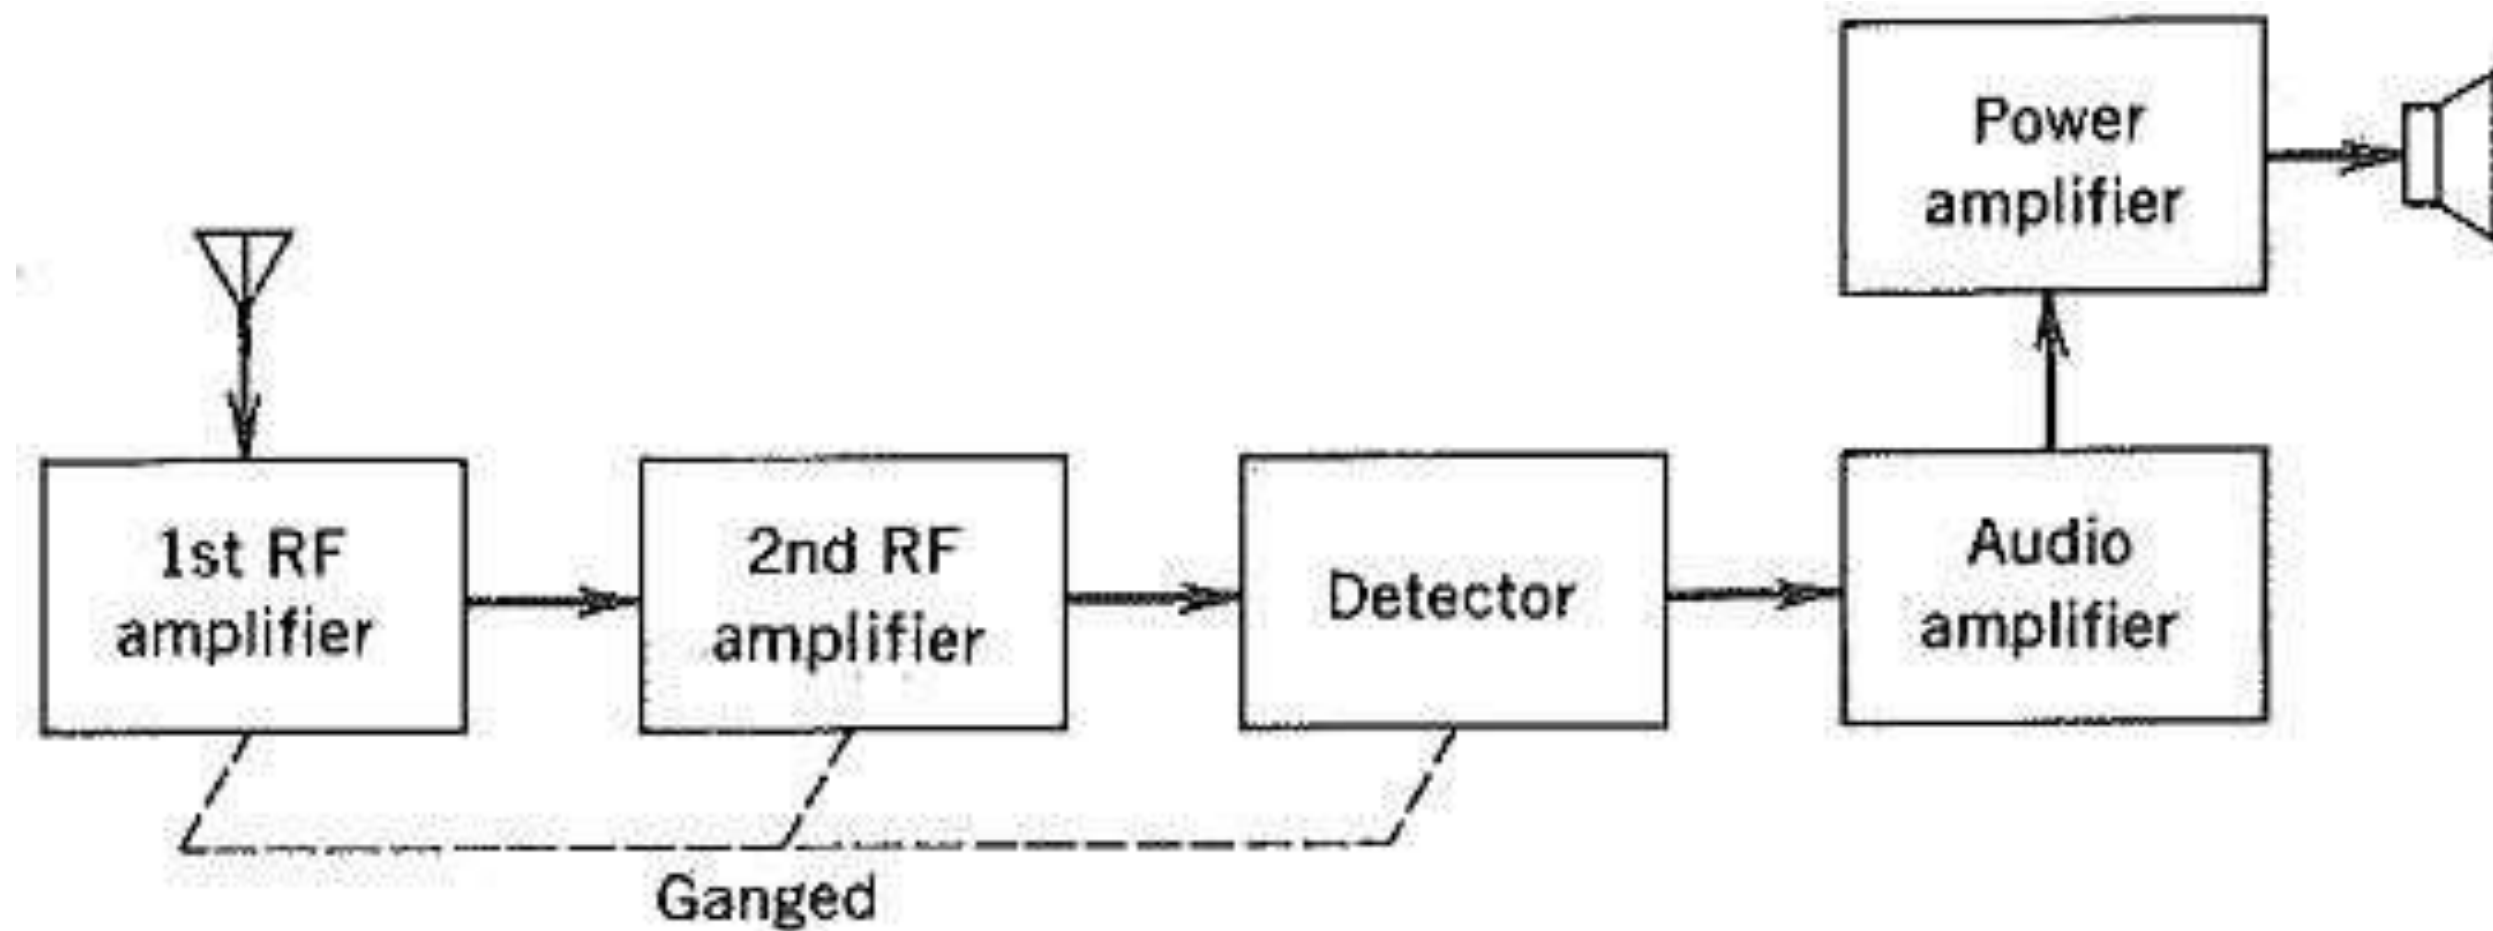 Power
amplifier
1st RF
amplifier
2nd RF
amplifier
Detector
Audio
amplifier
Ganged